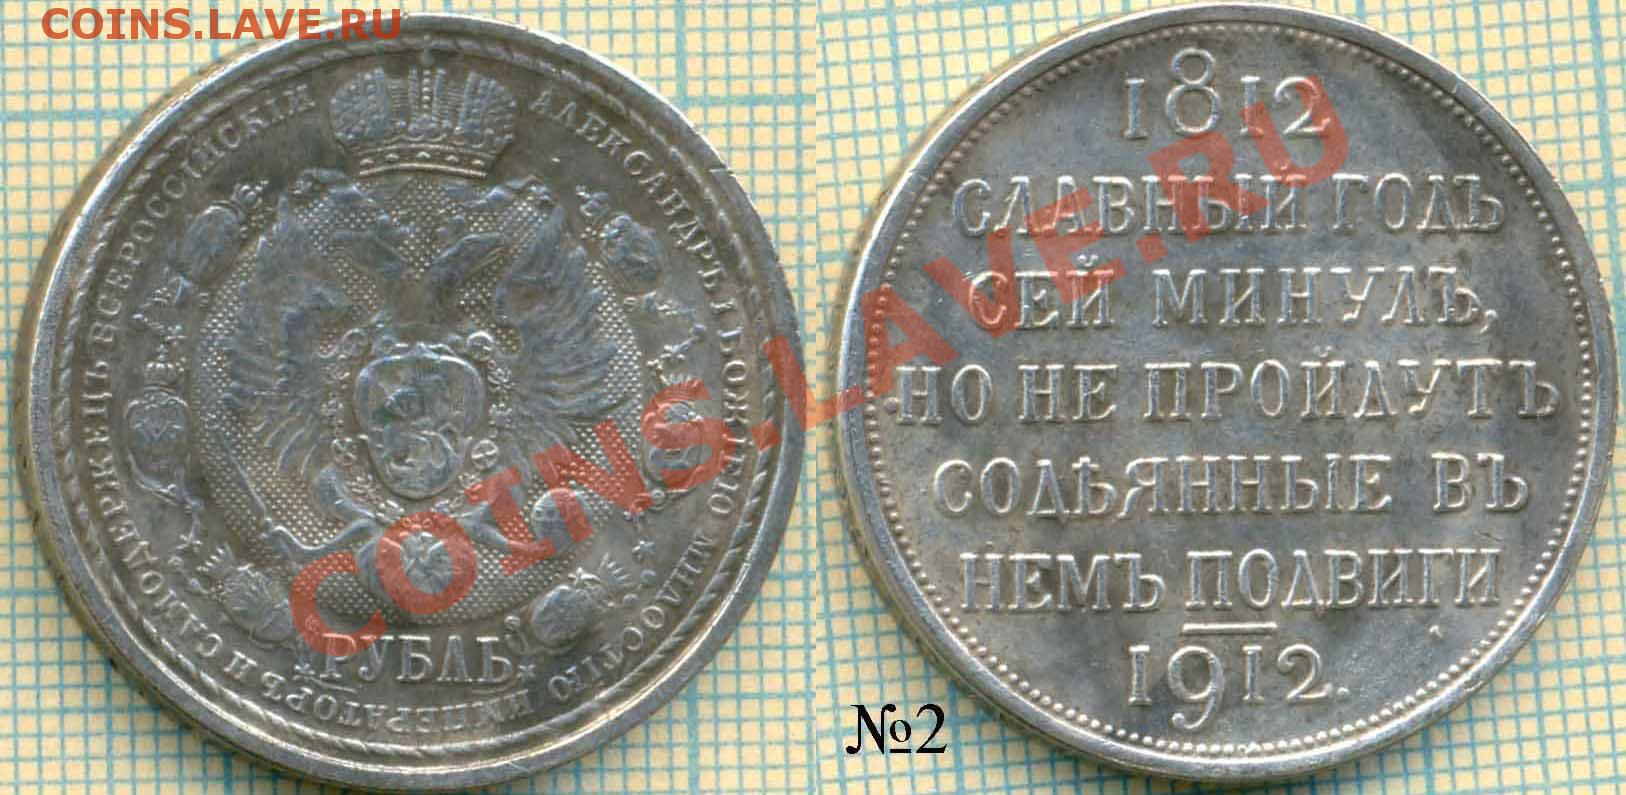 COINS.LAVE.RU
АЛЕКСАНДРЪ I БОЖІЕЮ МИЛОСТІЮ ИМПЕРАТОРЪ И САМОДЕРЖЕЦЪ ВСЕРОССІЙСКІЙ
*РУБЛЬ*
1812
СЛАВНЫЙ ГОДЪ
СЕЙ МИНУЛЪ,
НО НЕ ПРОЙДУТЪ
СОДѢЯННЫЕ ВЪ
НЕМЪ ПОДВИГИ
1912.
№2
COINS.LAVE.RU